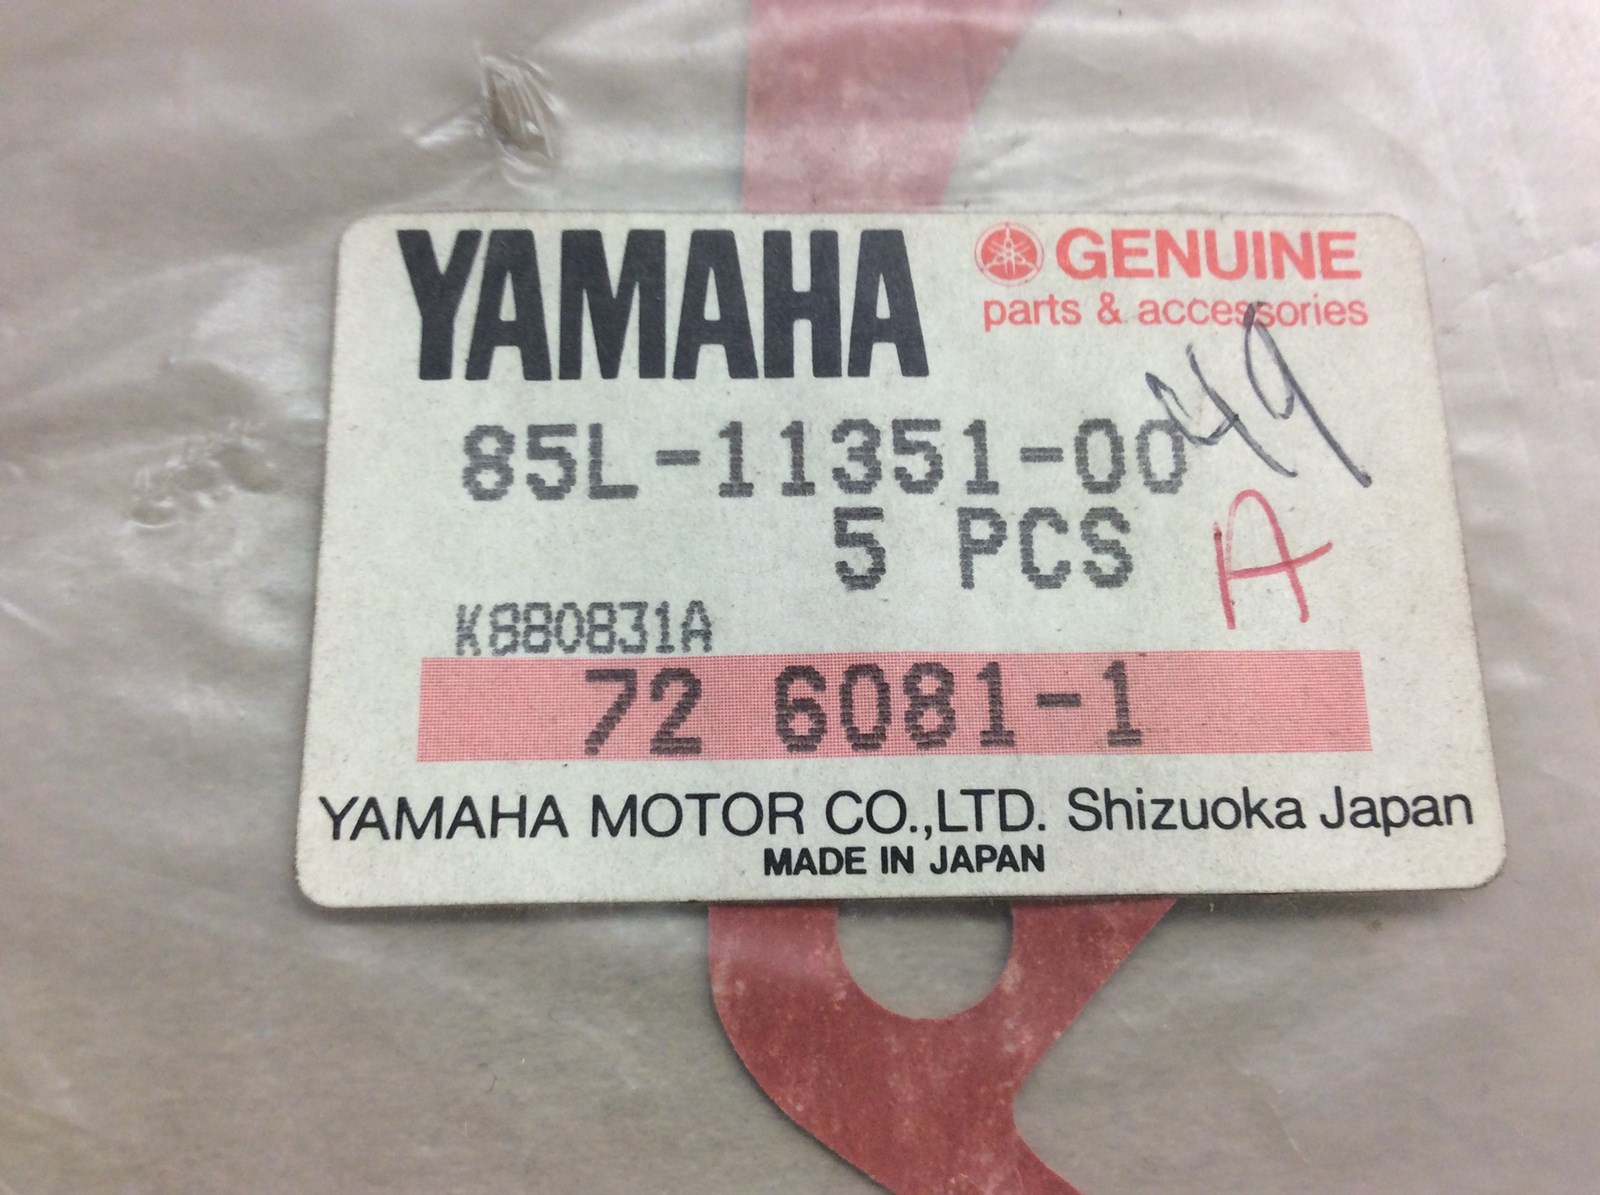 YAMAHA GENUINE
parts & accessories
49
85L-11351-00
A
5 PCS
K880831A
72 6081-1
YAMAHA MOTOR CO.,LTD. Shizuoka Japan
MADE IN JAPAN